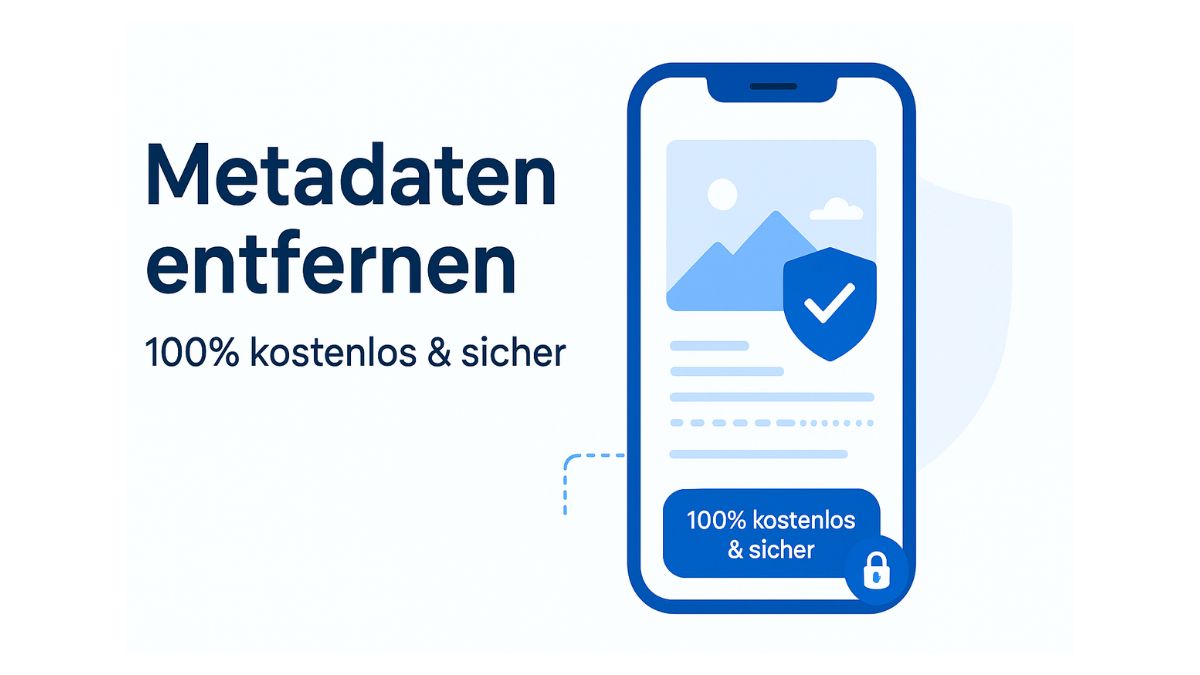 Metadaten
entfernen
100% kostenlos & sicher
100% kostenlos
& sicher